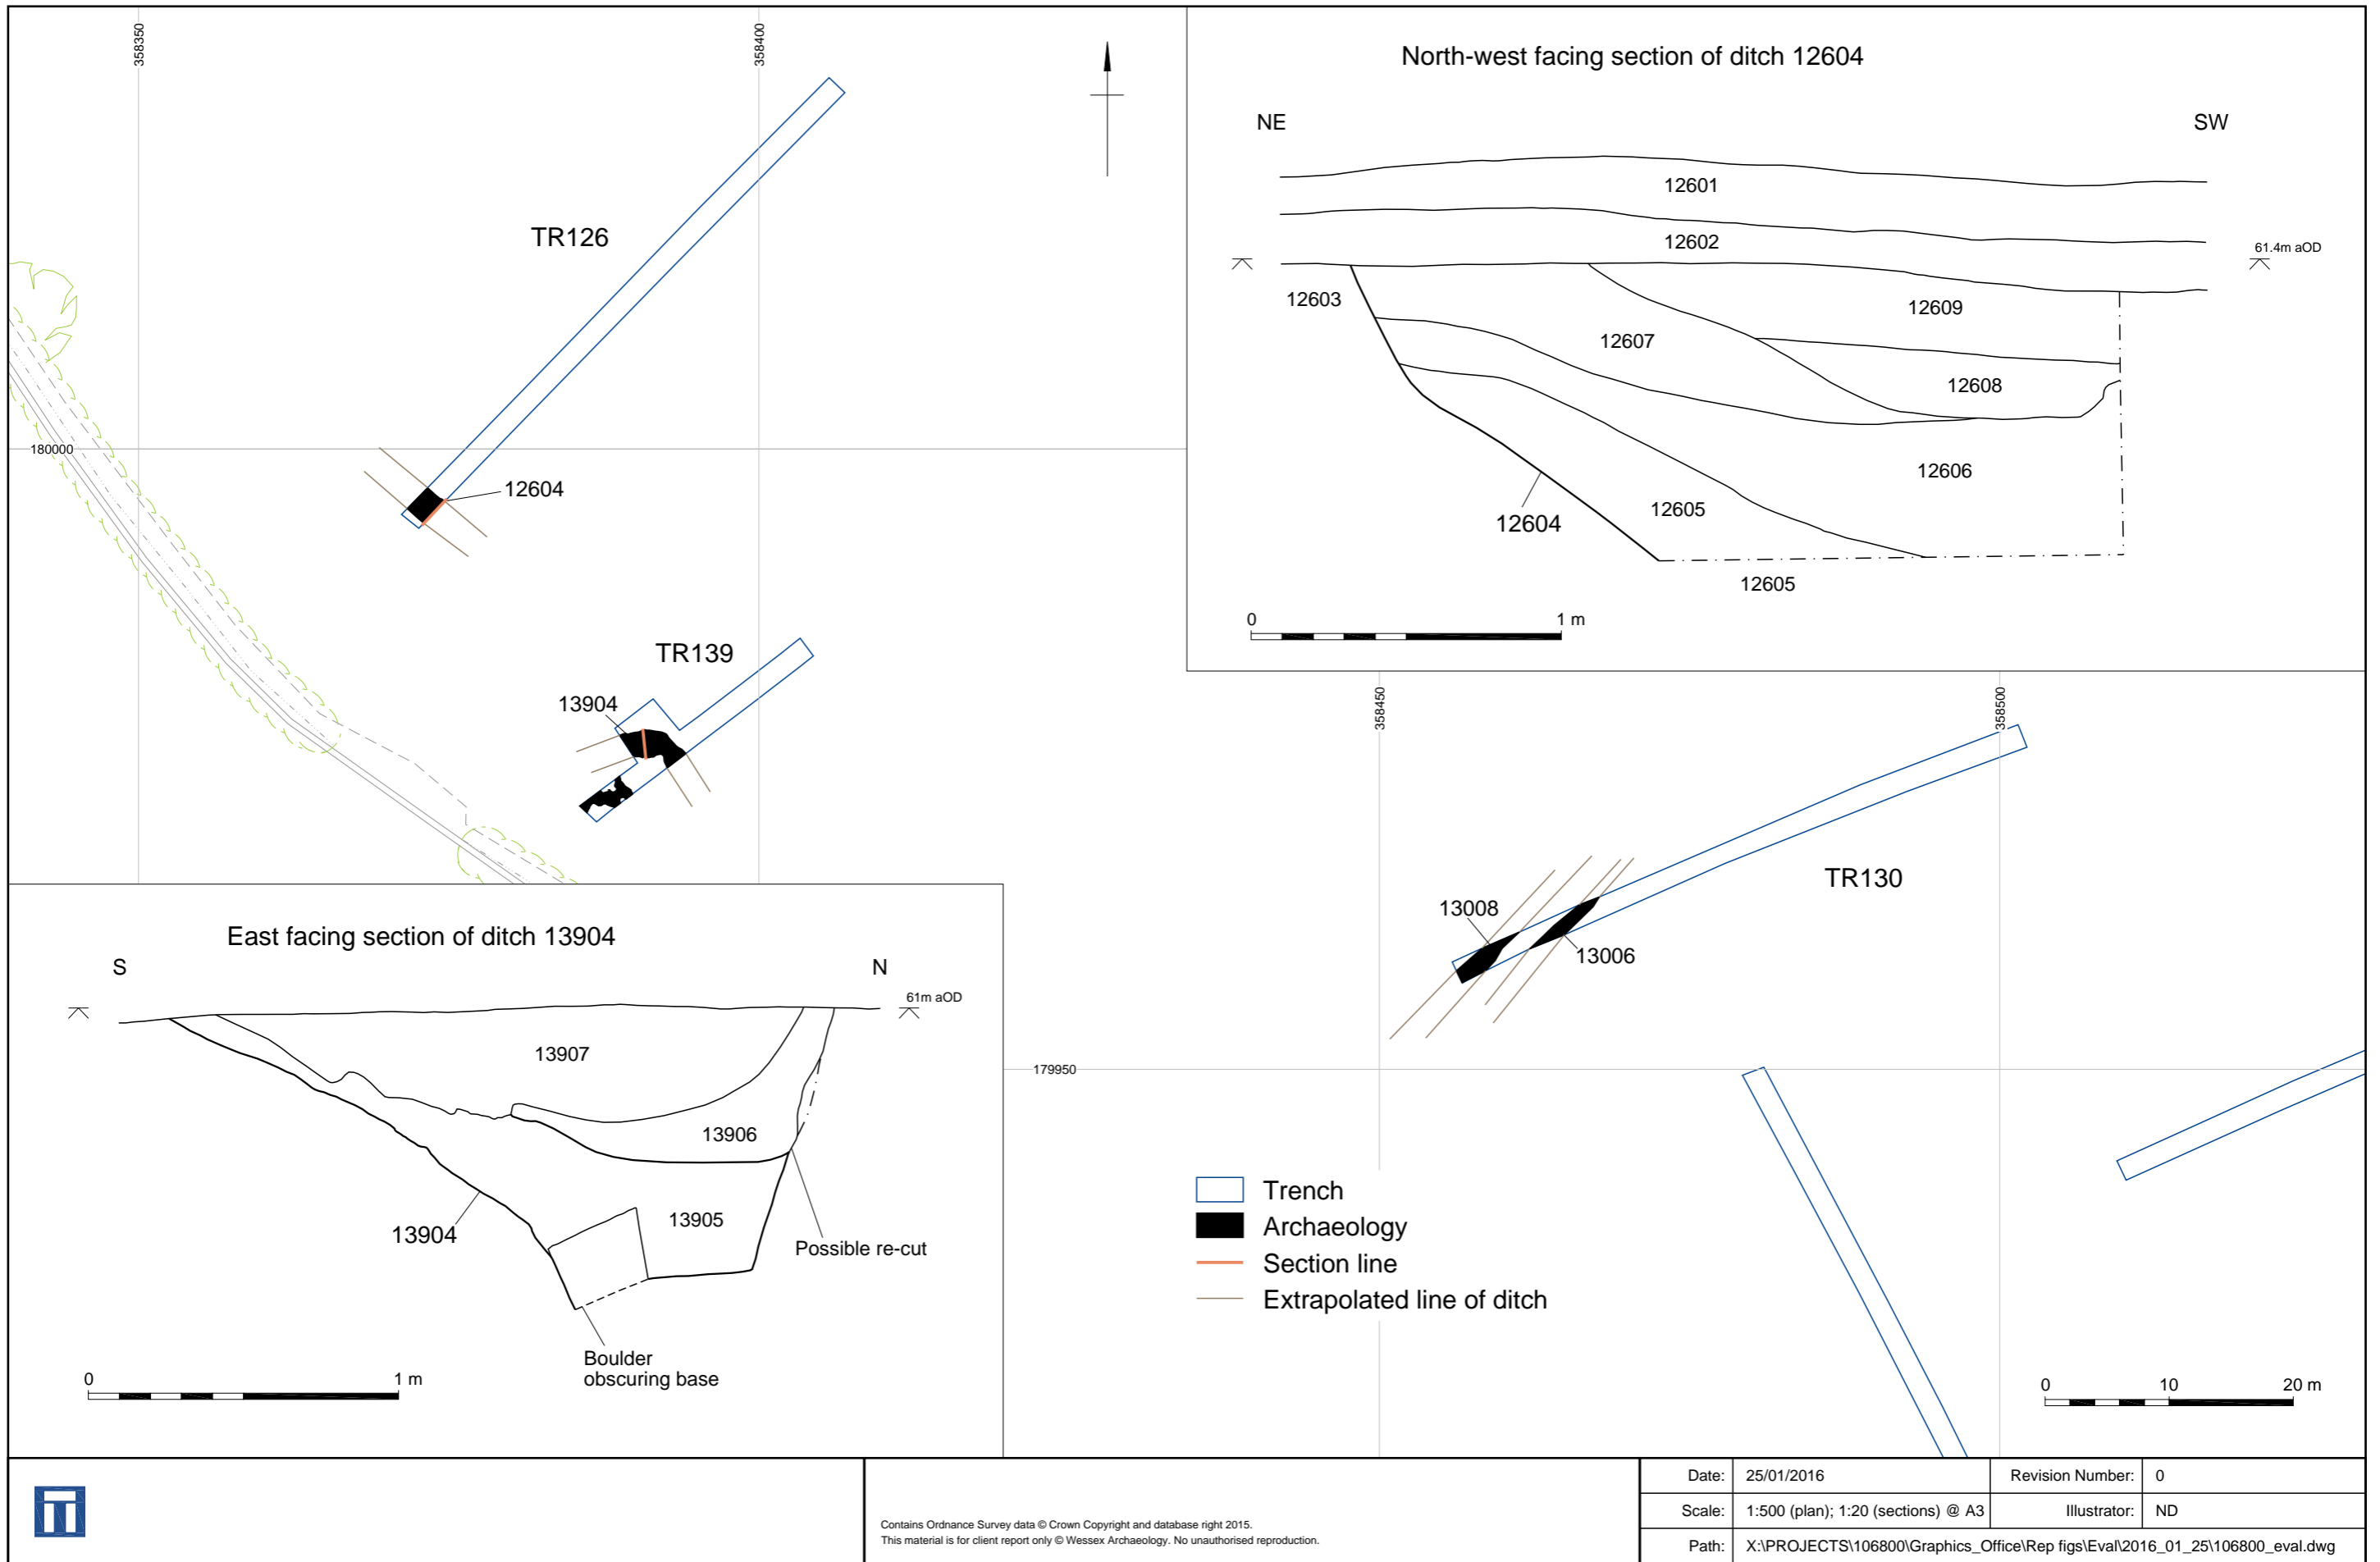 358350
358400
TR126
180000
12604
TR139
13904
North-west facing section of ditch 12604
NE
SW
12601
12602
61.4m aOD
12603
12609
12607
12608
12606
12605
12604
12605
0
1 m
358450
358500
TR130
13008
13006
179950
East facing section of ditch 13904
S
N
61m aOD
13907
13906
13905
13904
Possible re-cut
Boulder
obscuring base
0
1 m
Trench
Archaeology
Section line
Extrapolated line of ditch
0
10
20 m
Contains Ordnance Survey data © Crown Copyright and database right 2015.
This material is for client report only © Wessex Archaeology. No unauthorised reproduction.
Date: 25/01/2016 Revision Number: 0
Scale: 1:500 (plan); 1:20 (sections) @ A3 Illustrator: ND
Path: X:\PROJECTS\106800\Graphics_Office\Rep figs\Eval\2016_01_25\106800_eval.dwg